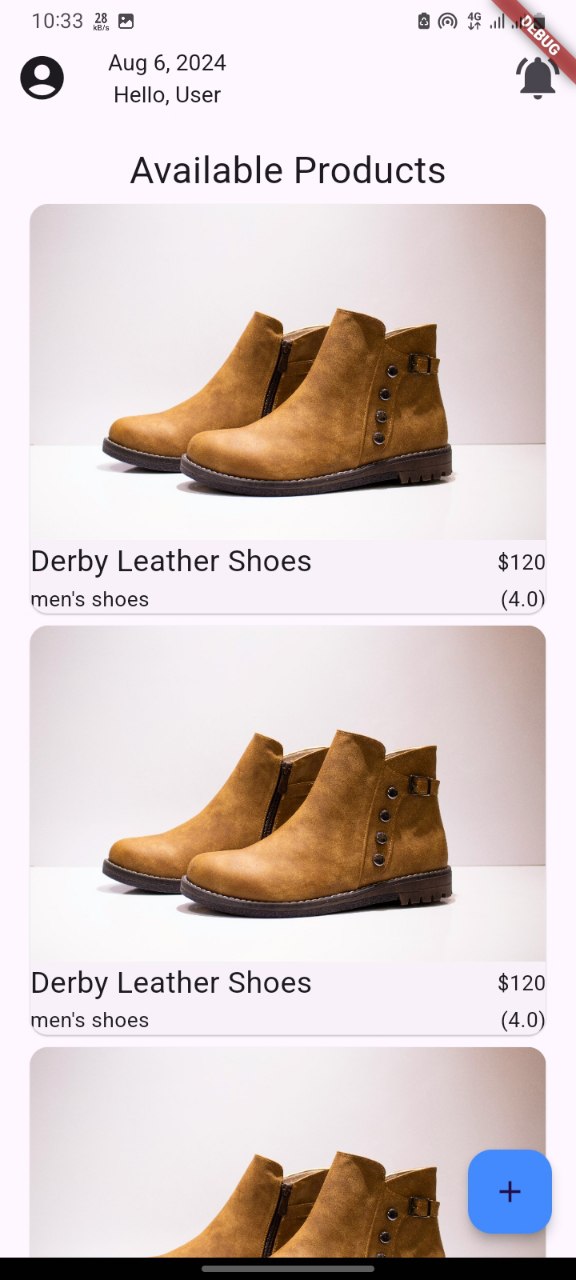 10:33 28 kB/s 4G
DEBUG
Aug 6, 2024
Hello, User
Available Products
Derby Leather Shoes $120
men's shoes (4.0)
Derby Leather Shoes $120
men's shoes (4.0)
+